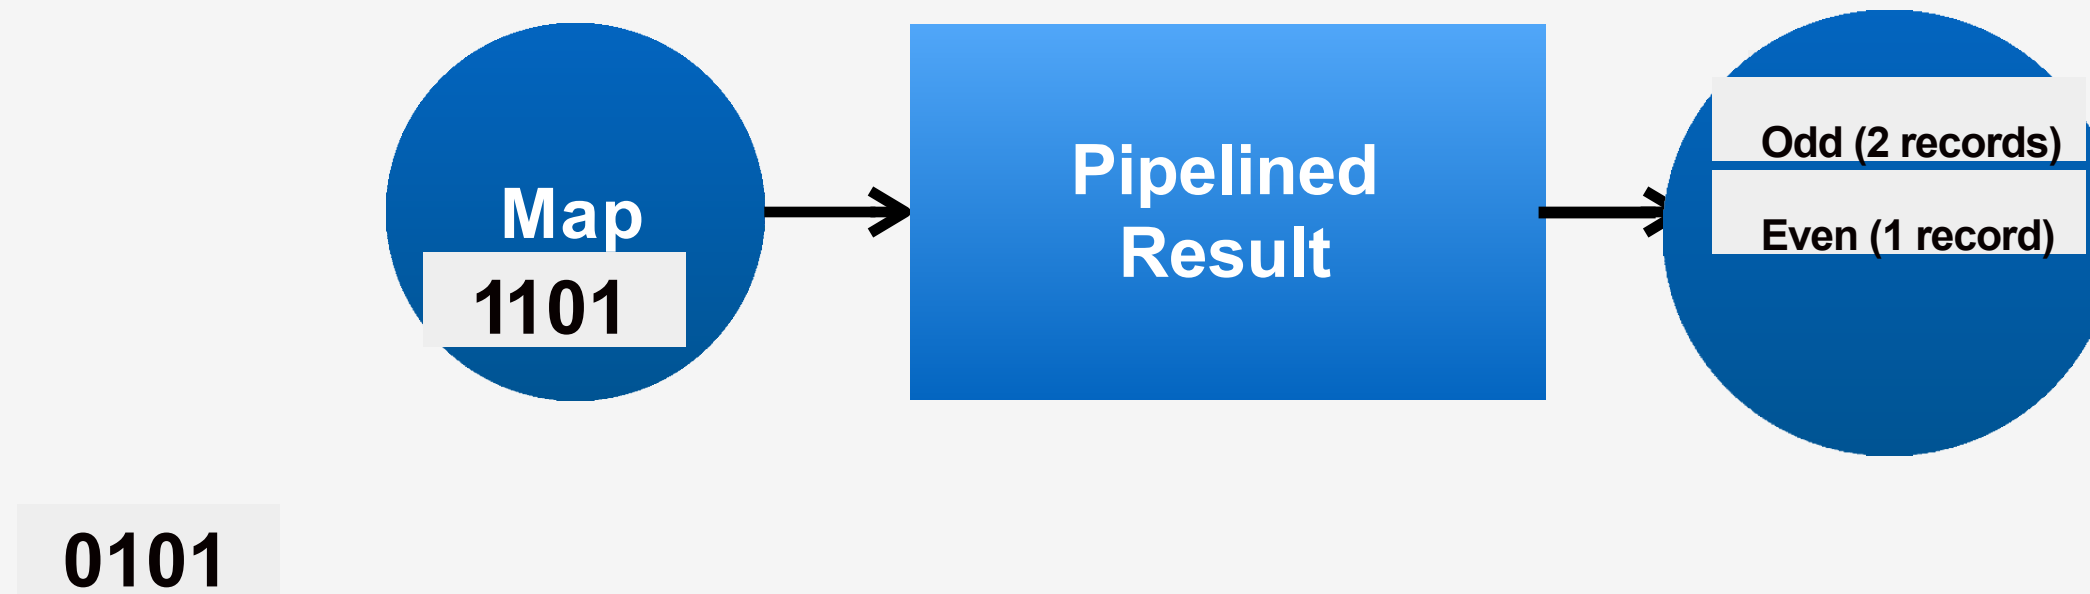 Map
1101
Pipelined
Result
Odd (2 records)
Even (1 record)
0101